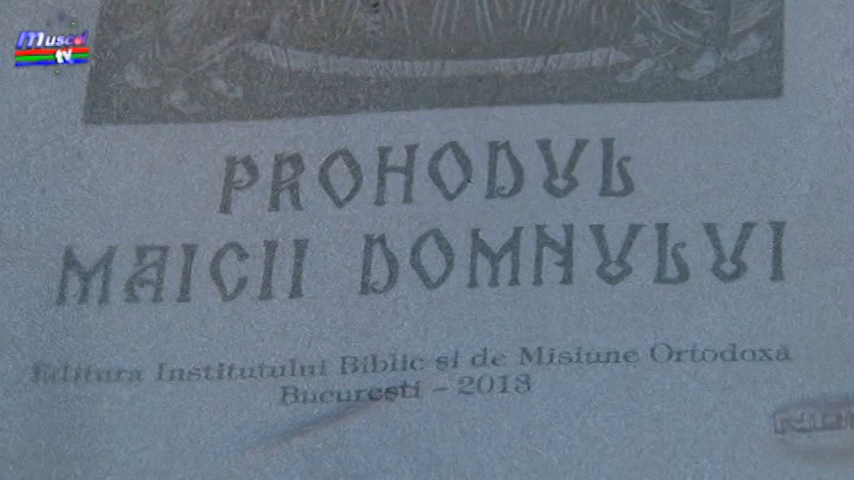 Muscel
tv
PROHODUL
MAICII DOMNULUI
Editura Institutului Biblic și de Misiune Ortodoxă
București - 2013